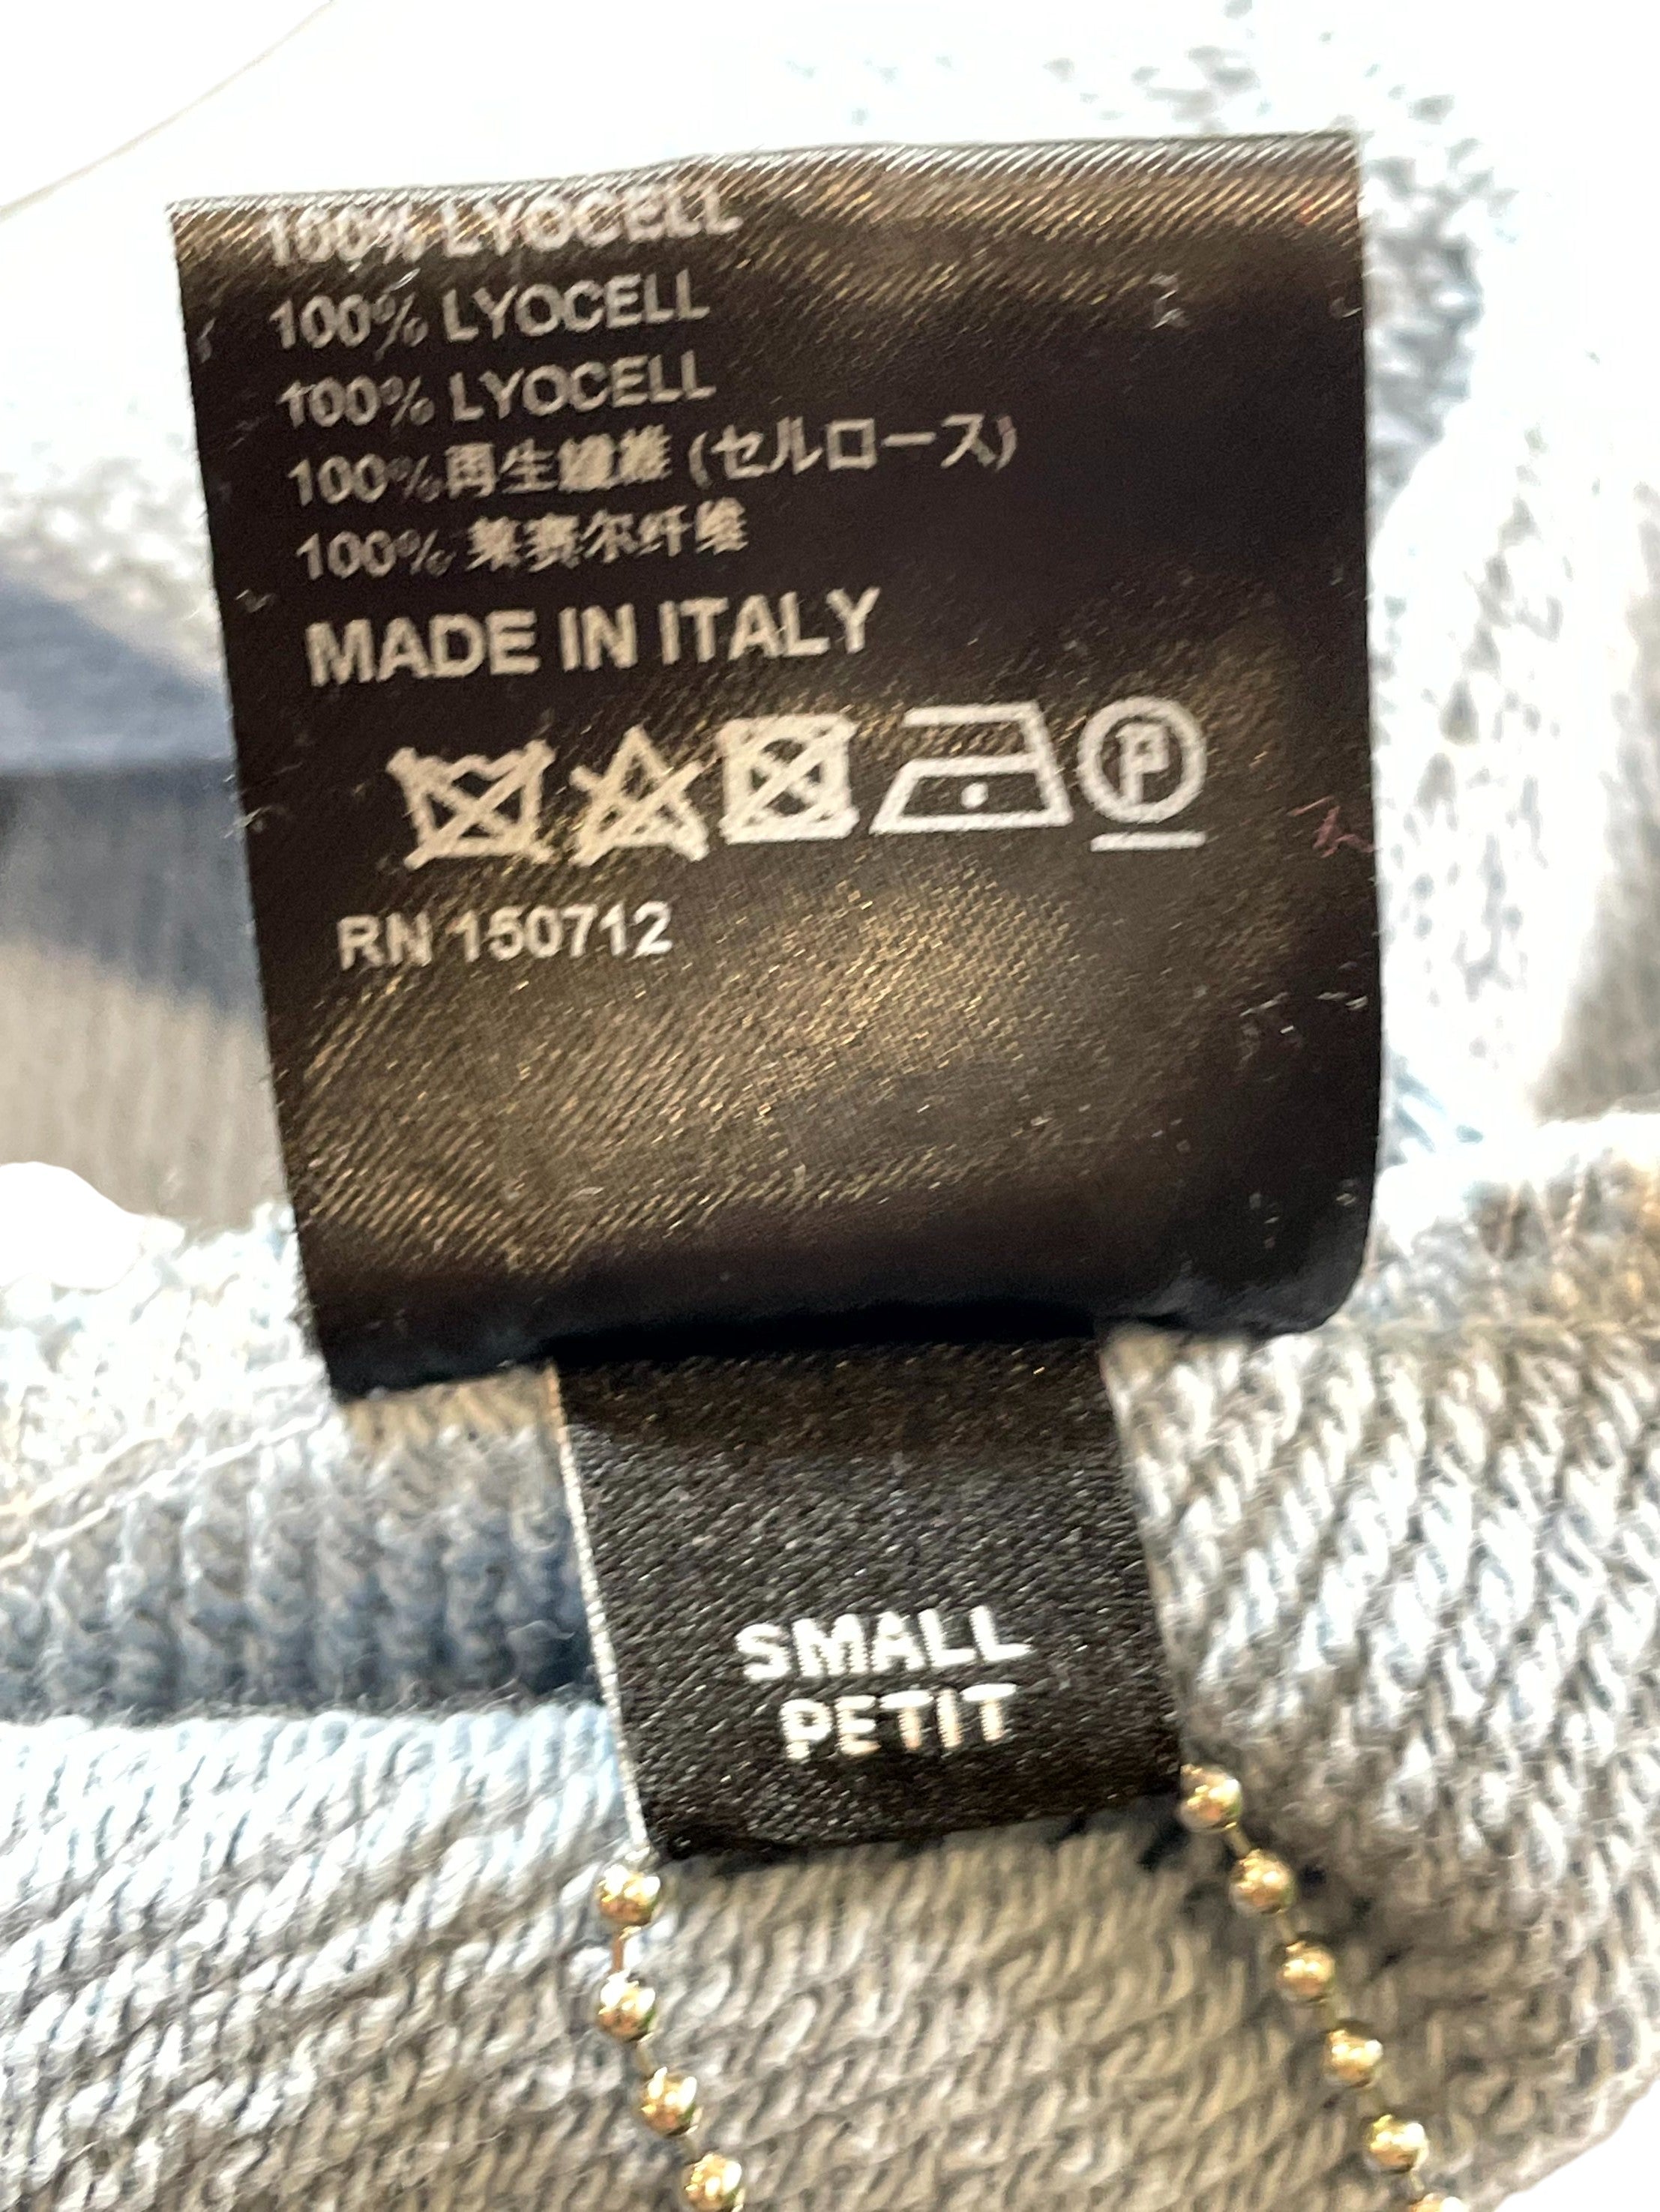 100% LYOCELL
100% LYOCELL
100% LYOCELL
100% 再生繊維 (セルロース)
100% 莱赛尔纤维
MADE IN ITALY
P
RN 150712
SMALL
PETIT